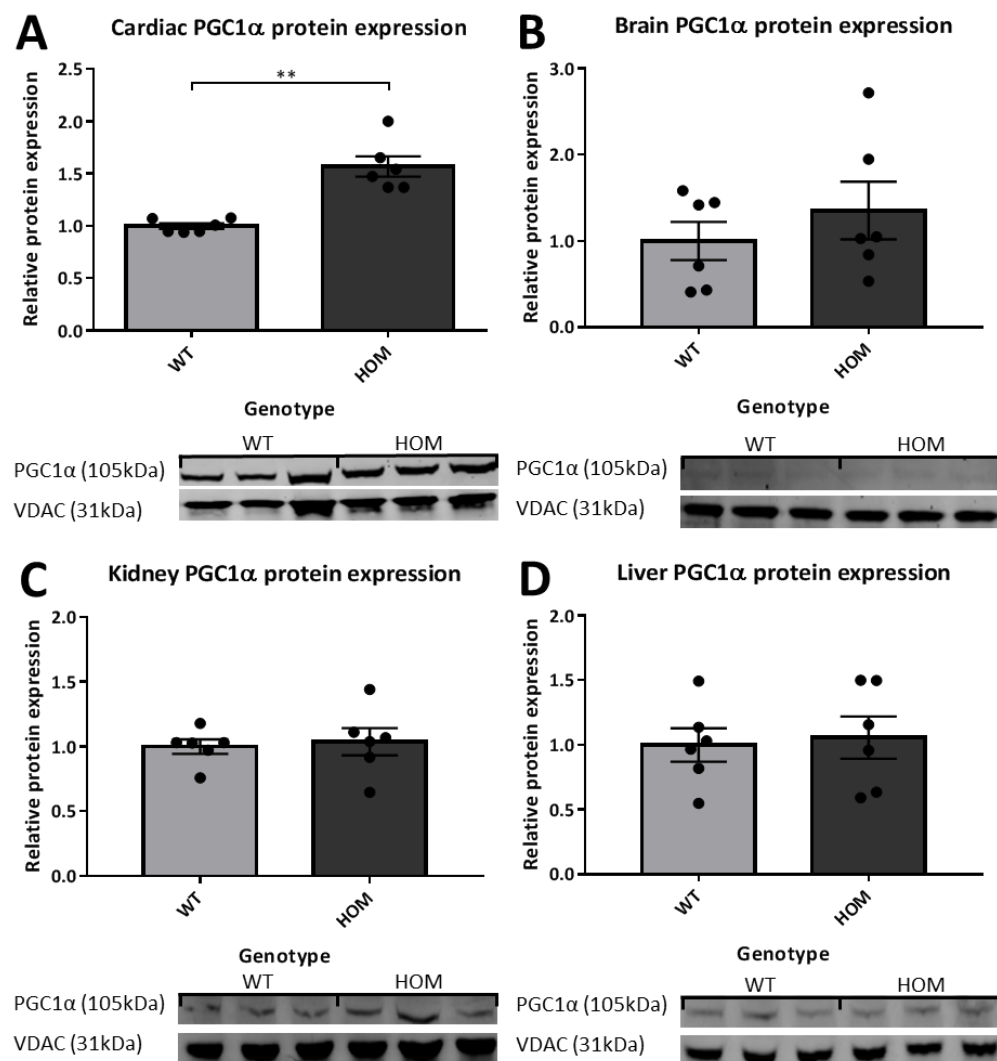 A
Cardiac PGC1α protein expression
Relative protein expression
2.5
2.0
1.5
1.0
0.5
0.0
**
WT
HOM
Genotype
WT HOM
PGC1α (105kDa)
VDAC (31kDa)
B
Brain PGC1α protein expression
Relative protein expression
3.0
2.0
1.0
0.0
WT
HOM
Genotype
WT HOM
PGC1α (105kDa)
VDAC (31kDa)
C
Kidney PGC1α protein expression
Relative protein expression
2.0
1.5
1.0
0.5
0.0
WT
HOM
Genotype
WT HOM
PGC1α (105kDa)
VDAC (31kDa)
D
Liver PGC1α protein expression
Relative protein expression
2.0
1.5
1.0
0.5
0.0
WT
HOM
Genotype
WT HOM
PGC1α (105kDa)
VDAC (31kDa)